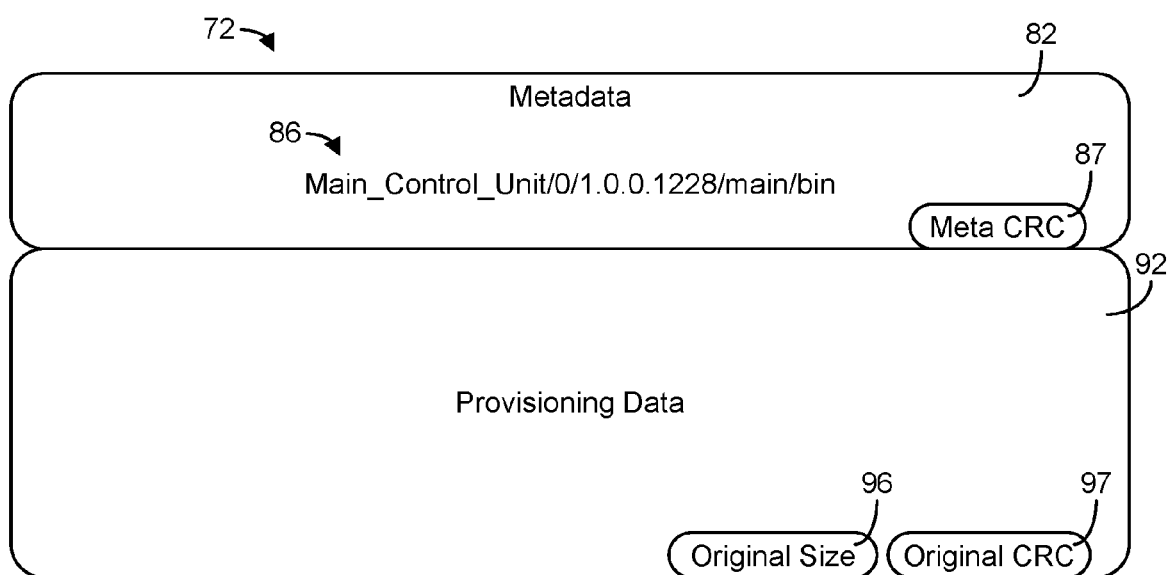 72
82
Metadata
86
87
Main_Control_Unit/0/1.0.0.1228/main/bin
Meta CRC
92
Provisioning Data
96
97
Original Size
Original CRC